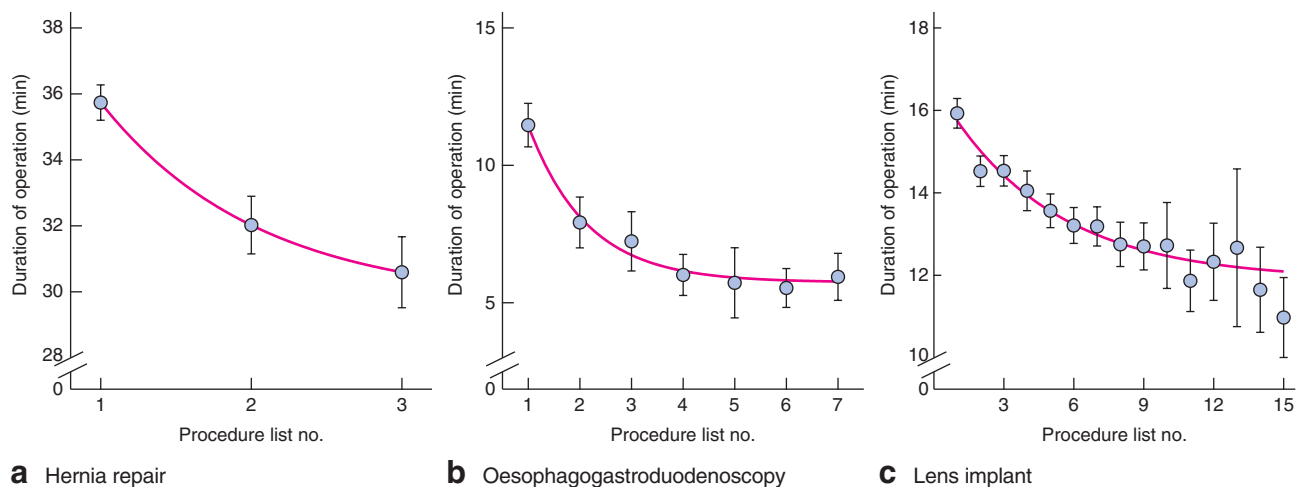 38
36
34
32
30
28
0
Duration of operation (min)
1 2 3
Procedure list no.
a Hernia repair
15
10
5
0
Duration of operation (min)
1 2 3 4 5 6 7
Procedure list no.
b Oesophagogastroduodenoscopy
18
16
14
12
10
0
Duration of operation (min)
3 6 9 12 15
Procedure list no.
c Lens implant